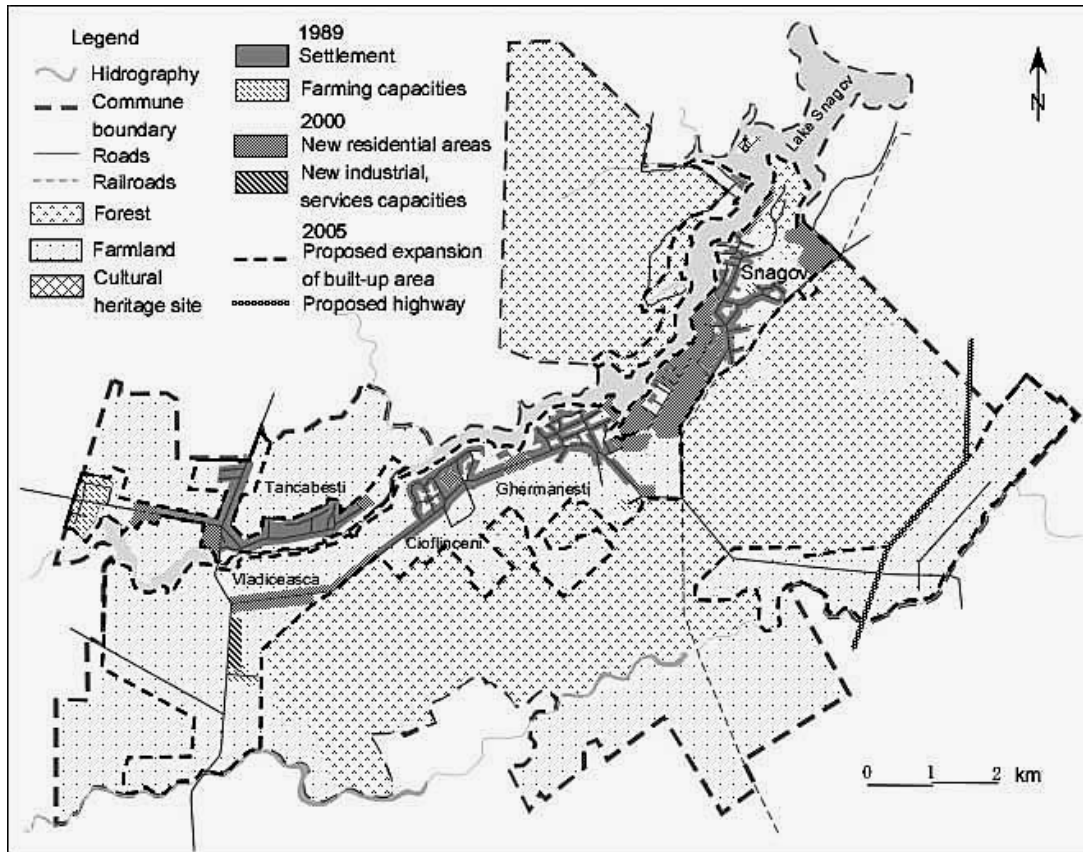 Legend
Hidrography
Commune
boundary
Roads
Railroads
Forest
Farmland
Cultural
heritage site
1989
Settlement
Farming capacities
2000
New residential areas
New industrial,
services capacities
2005
Proposed expansion
of built-up area
Proposed highway
N
Lake Snagov
Snagov
Tancabesti
Ghermanesti
Cioflinceni
Vladiceasca
0 1 2 km